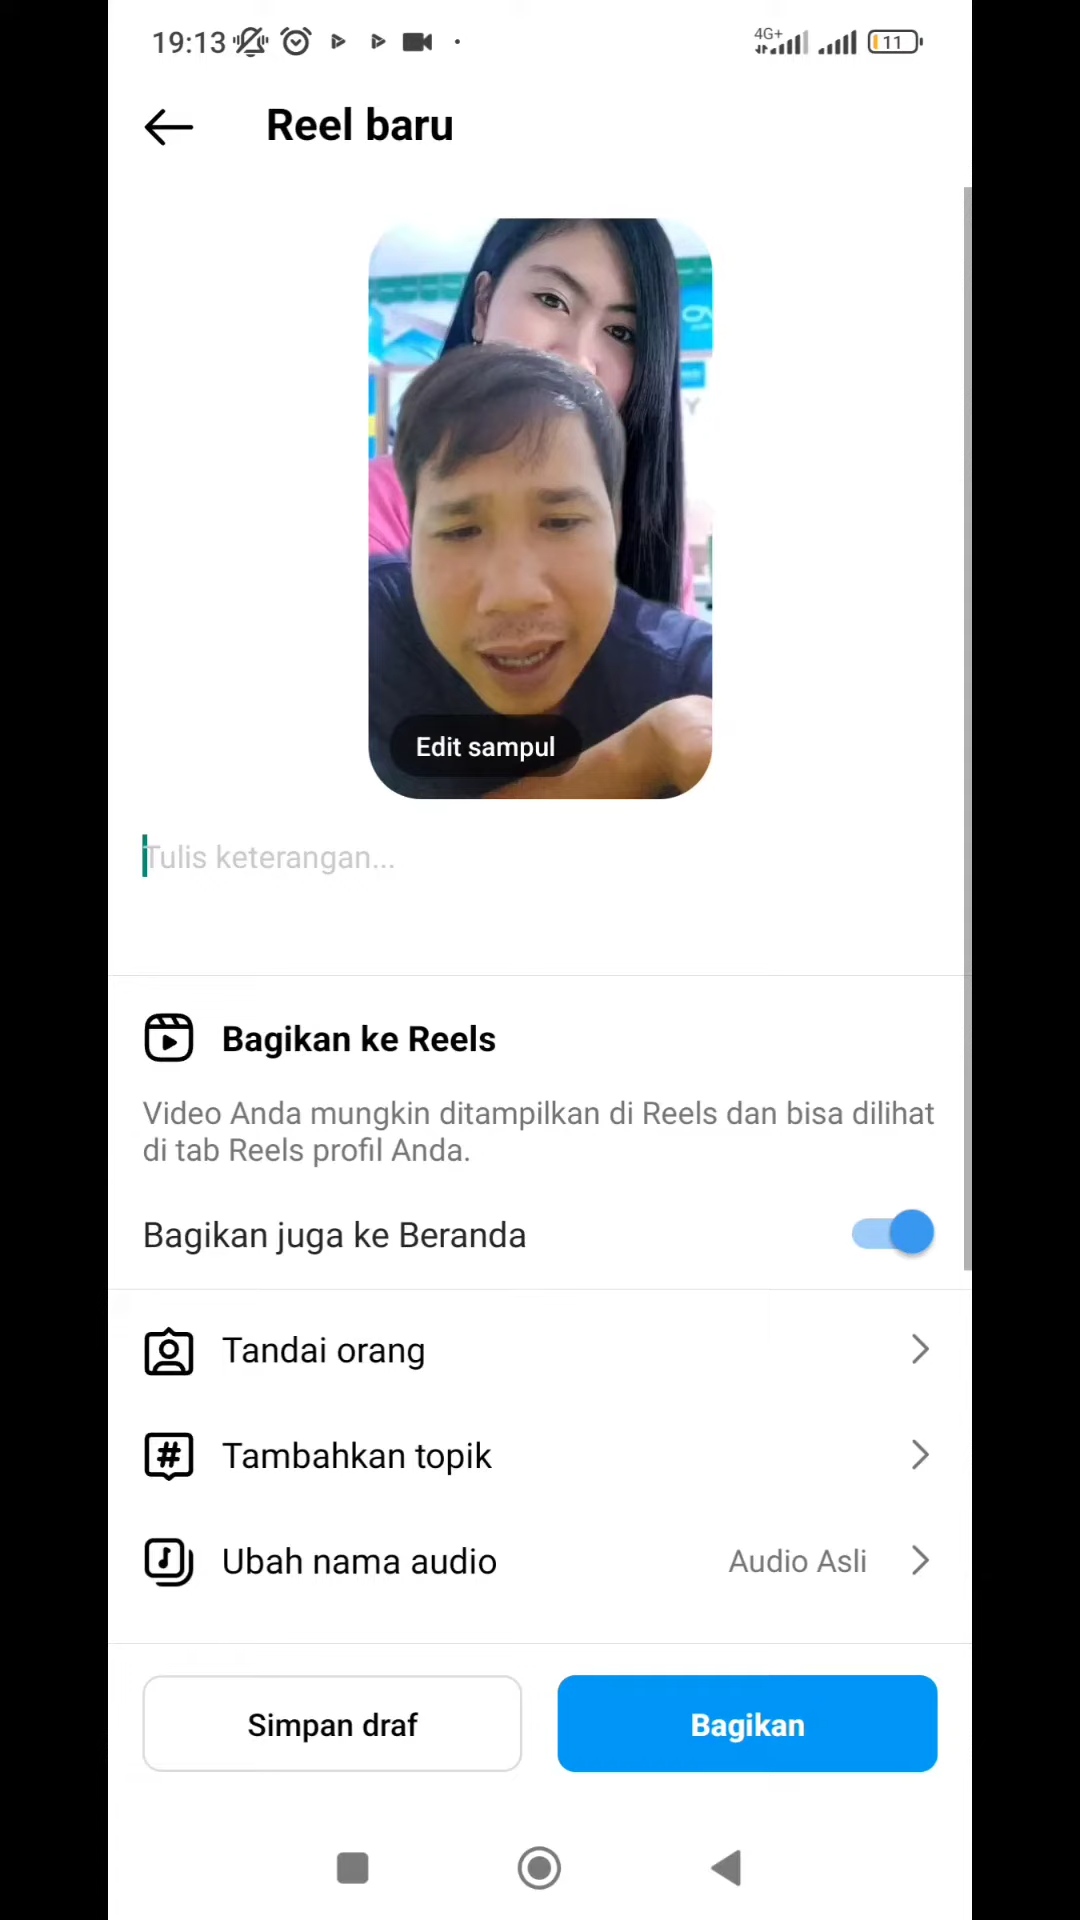 19:13
4G+
11
Reel baru
Edit sampul
Tulis keterangan...
Bagikan ke Reels
Video Anda mungkin ditampilkan di Reels dan bisa dilihat
di tab Reels profil Anda.
Bagikan juga ke Beranda
Tandai orang
Tambahkan topik
Ubah nama audio
Audio Asli
Simpan draf
Bagikan